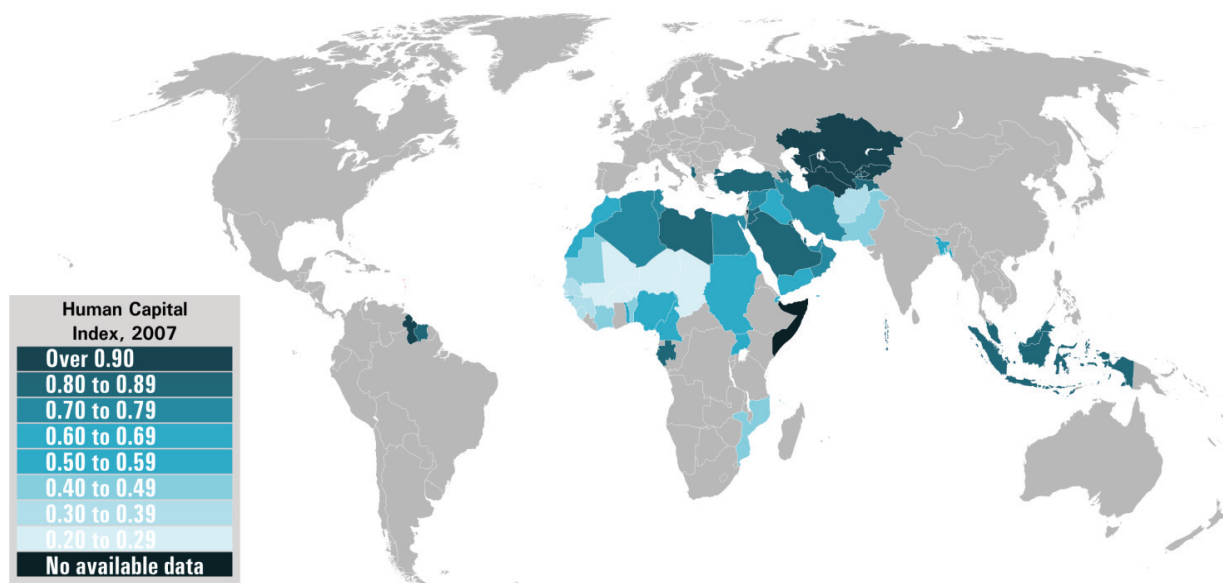 Human Capital
Index, 2007
Over 0.90
0.80 to 0.89
0.70 to 0.79
0.60 to 0.69
0.50 to 0.59
0.40 to 0.49
0.30 to 0.39
0.20 to 0.29
No available data